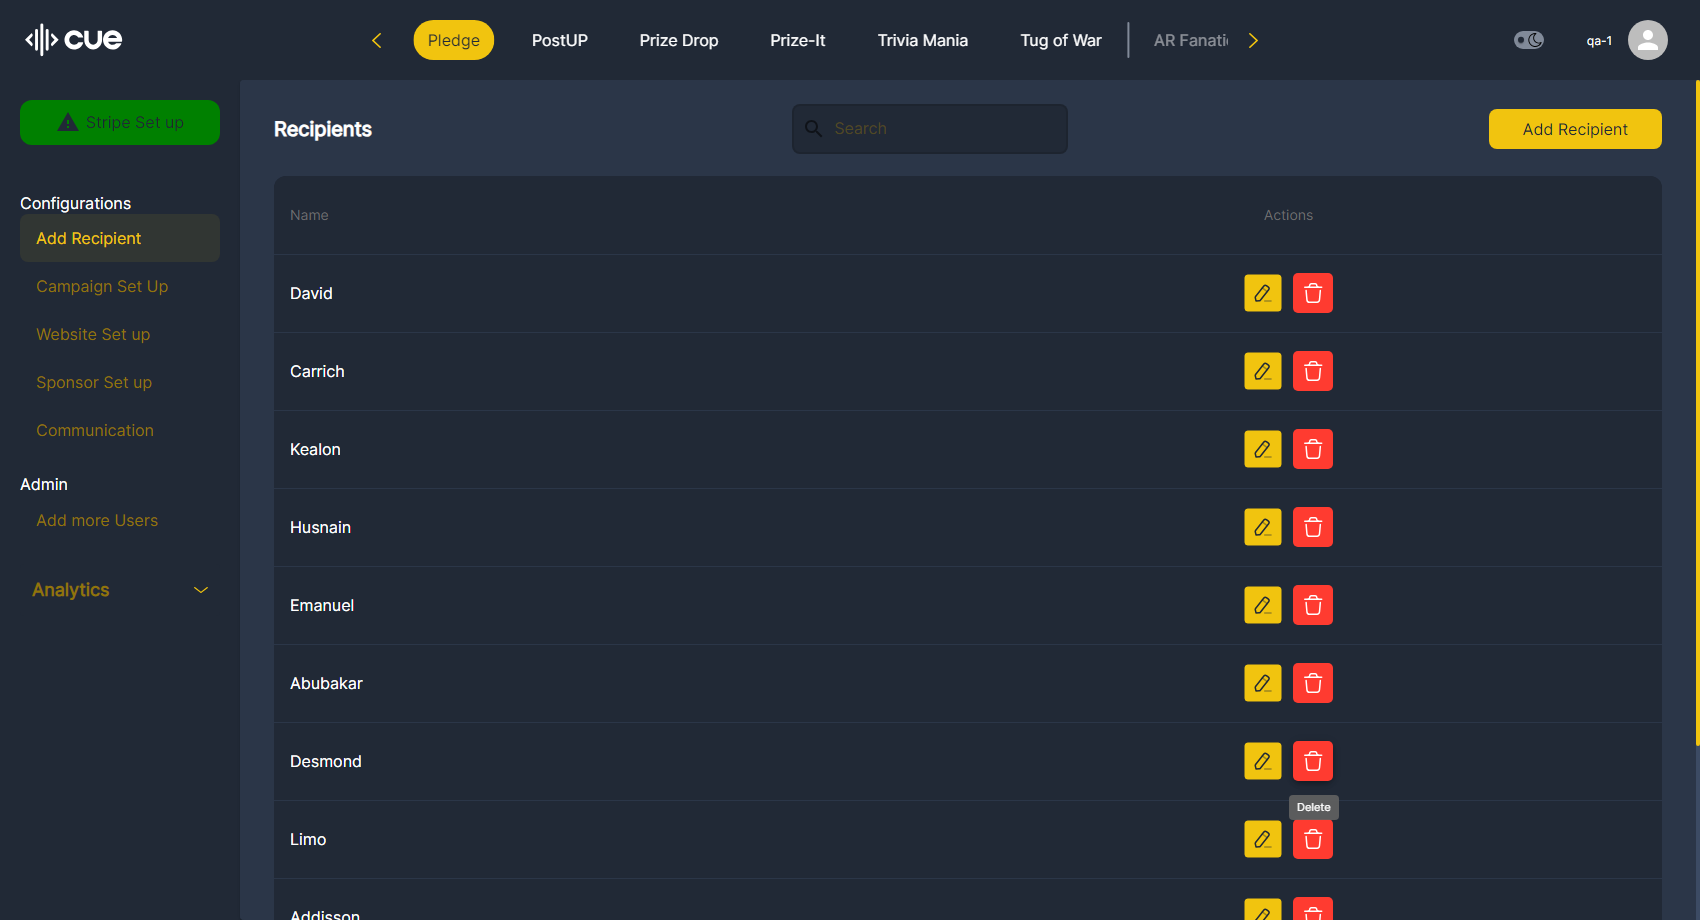 cue
Pledge
PostUP
Prize Drop
Prize-It
Trivia Mania
Tug of War
AR Fanati
qa-1
Stripe Set up
Configurations
Add Recipient
Campaign Set Up
Website Set up
Sponsor Set up
Communication
Admin
Add more Users
Analytics
Recipients
Search
Add Recipient
Name
Actions
David
Carrich
Kealon
Husnain
Emanuel
Abubakar
Desmond
Delete
Limo
Addisson